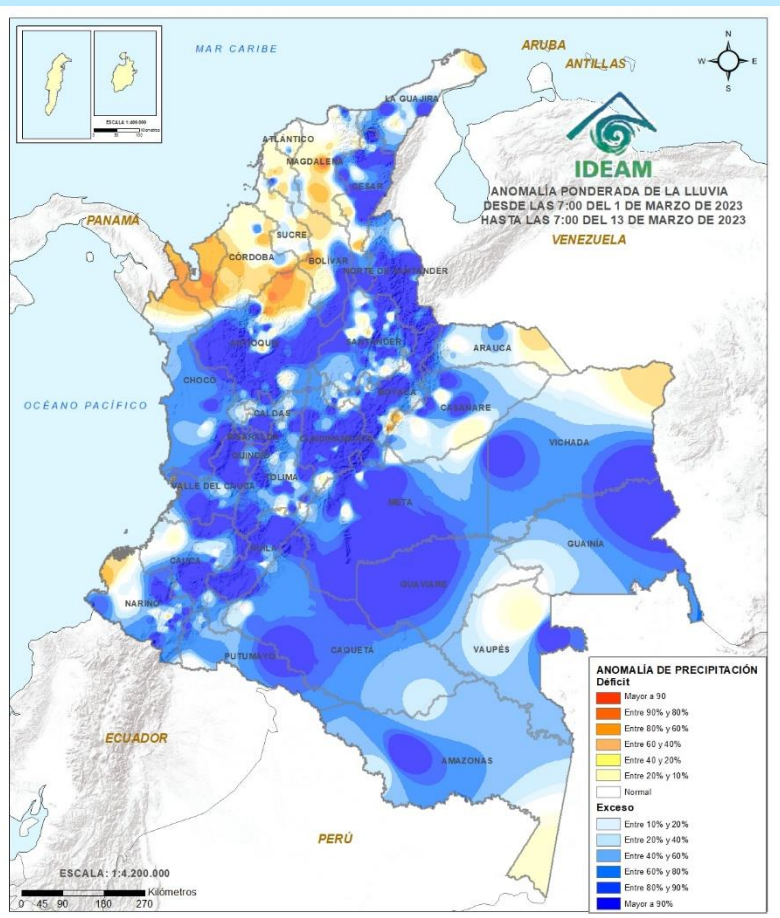 MAR CARIBE
ARUBA
ANTILLAS
N
W
E
S
ESCALA 1:400.000
Kilómetros
LA GUAJIRA
IDEAM
ANOMALÍA PONDERADA DE LA LLUVIA
DESDE LAS 7:00 DEL 1 DE MARZO DE 2023
HASTA LAS 7:00 DEL 13 DE MARZO DE 2023
ATLÁNTICO
MAGDALENA
CESAR
PANAMÁ
VENEZUELA
SUCRE
CÓRDOBA
BOLÍVAR
NORTE DE SANTANDER
SANTANDER
ARAUCA
CHOCO
OCÉANO PACÍFICO
CASANARE
CALDAS
VICHADA
QUINDIO
TOLIMA
VALLE DEL CAUCA
META
GUAINÍA
CAUCA
HUILA
GUAVIARE
NARIÑO
VAUPÉS
CAQUETÁ
PUTUMAYO
ECUADOR
AMAZONAS
PERÚ
ANOMALÍA DE PRECIPITACIÓN
Déficit
Mayor a 90
Entre 90% y 80%
Entre 80% y 60%
Entre 60 y 40%
Entre 40 y 20%
Entre 20% y 10%
Normal
Exceso
Entre 10% y 20%
Entre 20% y 40%
Entre 40% y 60%
Entre 60% y 80%
Entre 80% y 90%
Mayor a 90%
ESCALA: 1:4.200.000
Kilómetros
0 45 90 180 270